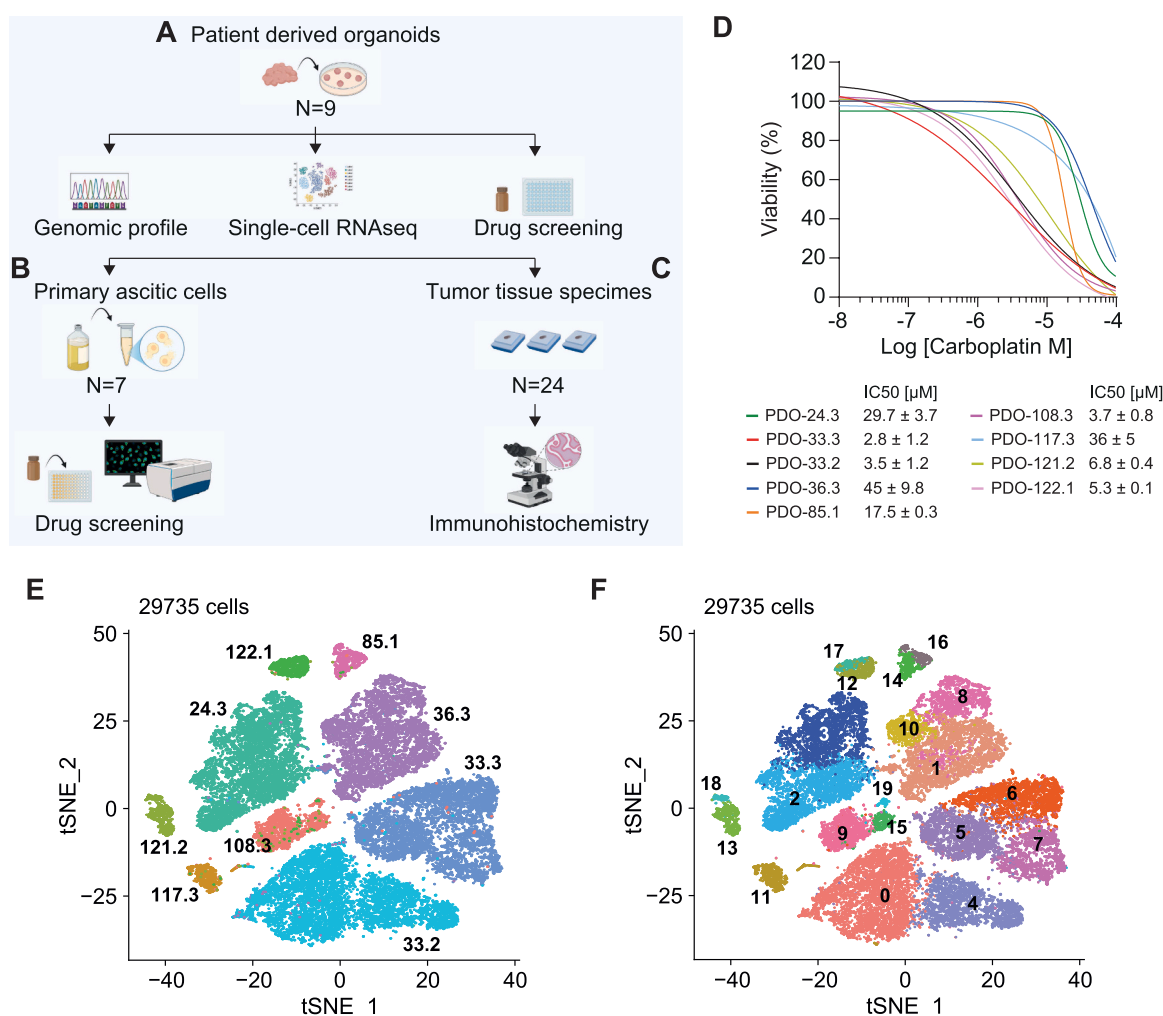 A Patient derived organoids
N=9
Genomic profile
Single-cell RNAseq
Drug screening
B
Primary ascitic cells
N=7
Drug screening
C
Tumor tissue specimes
N=24
Immunohistochemistry
D
Viability (%)
120
100
80
60
40
20
0
-8 -7 -6 -5 -4
Log [Carboplatin M]
IC50 [µM] IC50 [µM]
PDO-24.3 29.7 ± 3.7 PDO-108.3 3.7 ± 0.8
PDO-33.3 2.8 ± 1.2 PDO-117.3 36 ± 5
PDO-33.2 3.5 ± 1.2 PDO-121.2 6.8 ± 0.4
PDO-36.3 45 ± 9.8 PDO-122.1 5.3 ± 0.1
PDO-85.1 17.5 ± 0.3
E
29735 cells
tSNE_2
50
25
0
−25
122.1
85.1
24.3
36.3
33.3
121.2
108.3
117.3
33.2
−40 −20 0 20 40
tSNE_1
F
29735 cells
tSNE_2
50
25
0
−25
17
16
12
14
8
3
10
1
18
2
19
6
9
15
5
13
7
11
0
4
−40 −20 0 20 40
tSNE_1